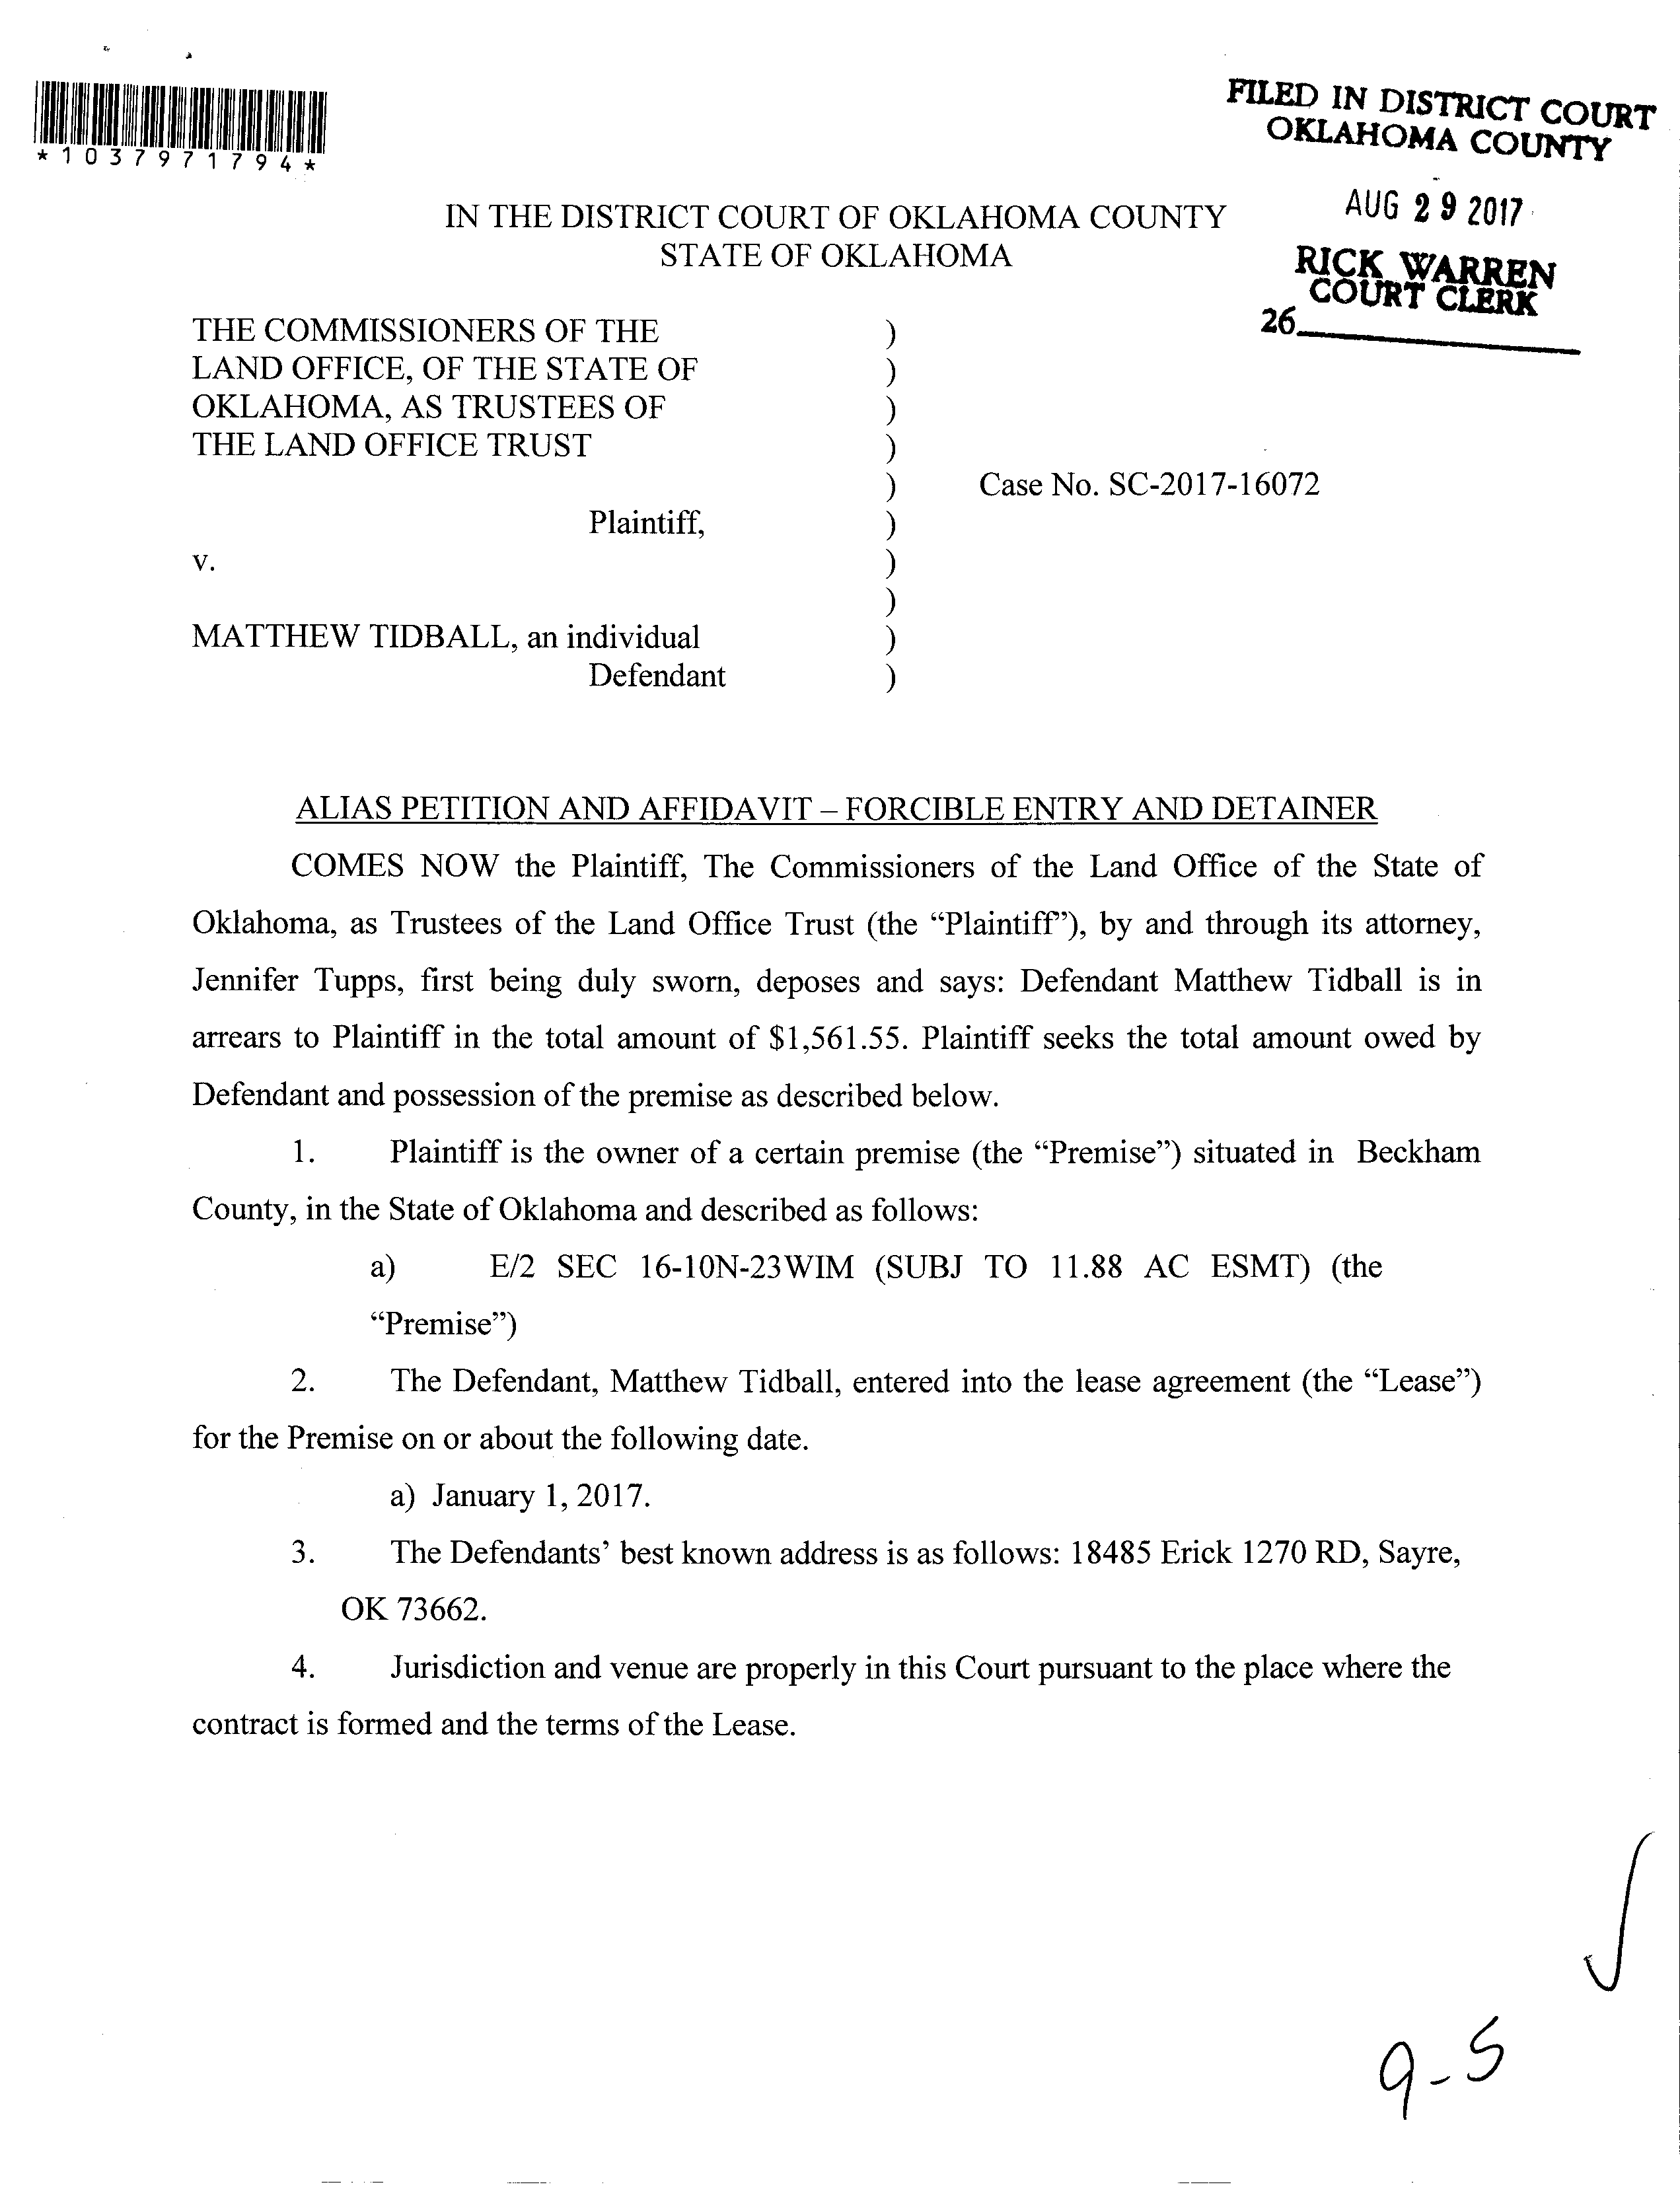 *1037971794*
FILED IN DISTRICT COURT
OKLAHOMA COUNTY
AUG 29 2017
RICK WARREN
COURT CLERK
26
IN THE DISTRICT COURT OF OKLAHOMA COUNTY
STATE OF OKLAHOMA
THE COMMISSIONERS OF THE )
LAND OFFICE, OF THE STATE OF )
OKLAHOMA, AS TRUSTEES OF )
THE LAND OFFICE TRUST )
) Case No. SC-2017-16072
Plaintiff, )
v. )
)
MATTHEW TIDBALL, an individual )
Defendant )
ALIAS PETITION AND AFFIDAVIT – FORCIBLE ENTRY AND DETAINER
COMES NOW the Plaintiff, The Commissioners of the Land Office of the State of
Oklahoma, as Trustees of the Land Office Trust (the “Plaintiff”), by and through its attorney,
Jennifer Tupps, first being duly sworn, deposes and says: Defendant Matthew Tidball is in
arrears to Plaintiff in the total amount of $1,561.55. Plaintiff seeks the total amount owed by
Defendant and possession of the premise as described below.
1. Plaintiff is the owner of a certain premise (the “Premise”) situated in Beckham
County, in the State of Oklahoma and described as follows:
a) E/2 SEC 16-10N-23WIM (SUBJ TO 11.88 AC ESMT) (the
“Premise”)
2. The Defendant, Matthew Tidball, entered into the lease agreement (the “Lease”)
for the Premise on or about the following date.
a) January 1, 2017.
3. The Defendants’ best known address is as follows: 18485 Erick 1270 RD, Sayre,
OK 73662.
4. Jurisdiction and venue are properly in this Court pursuant to the place where the
contract is formed and the terms of the Lease.
9-5